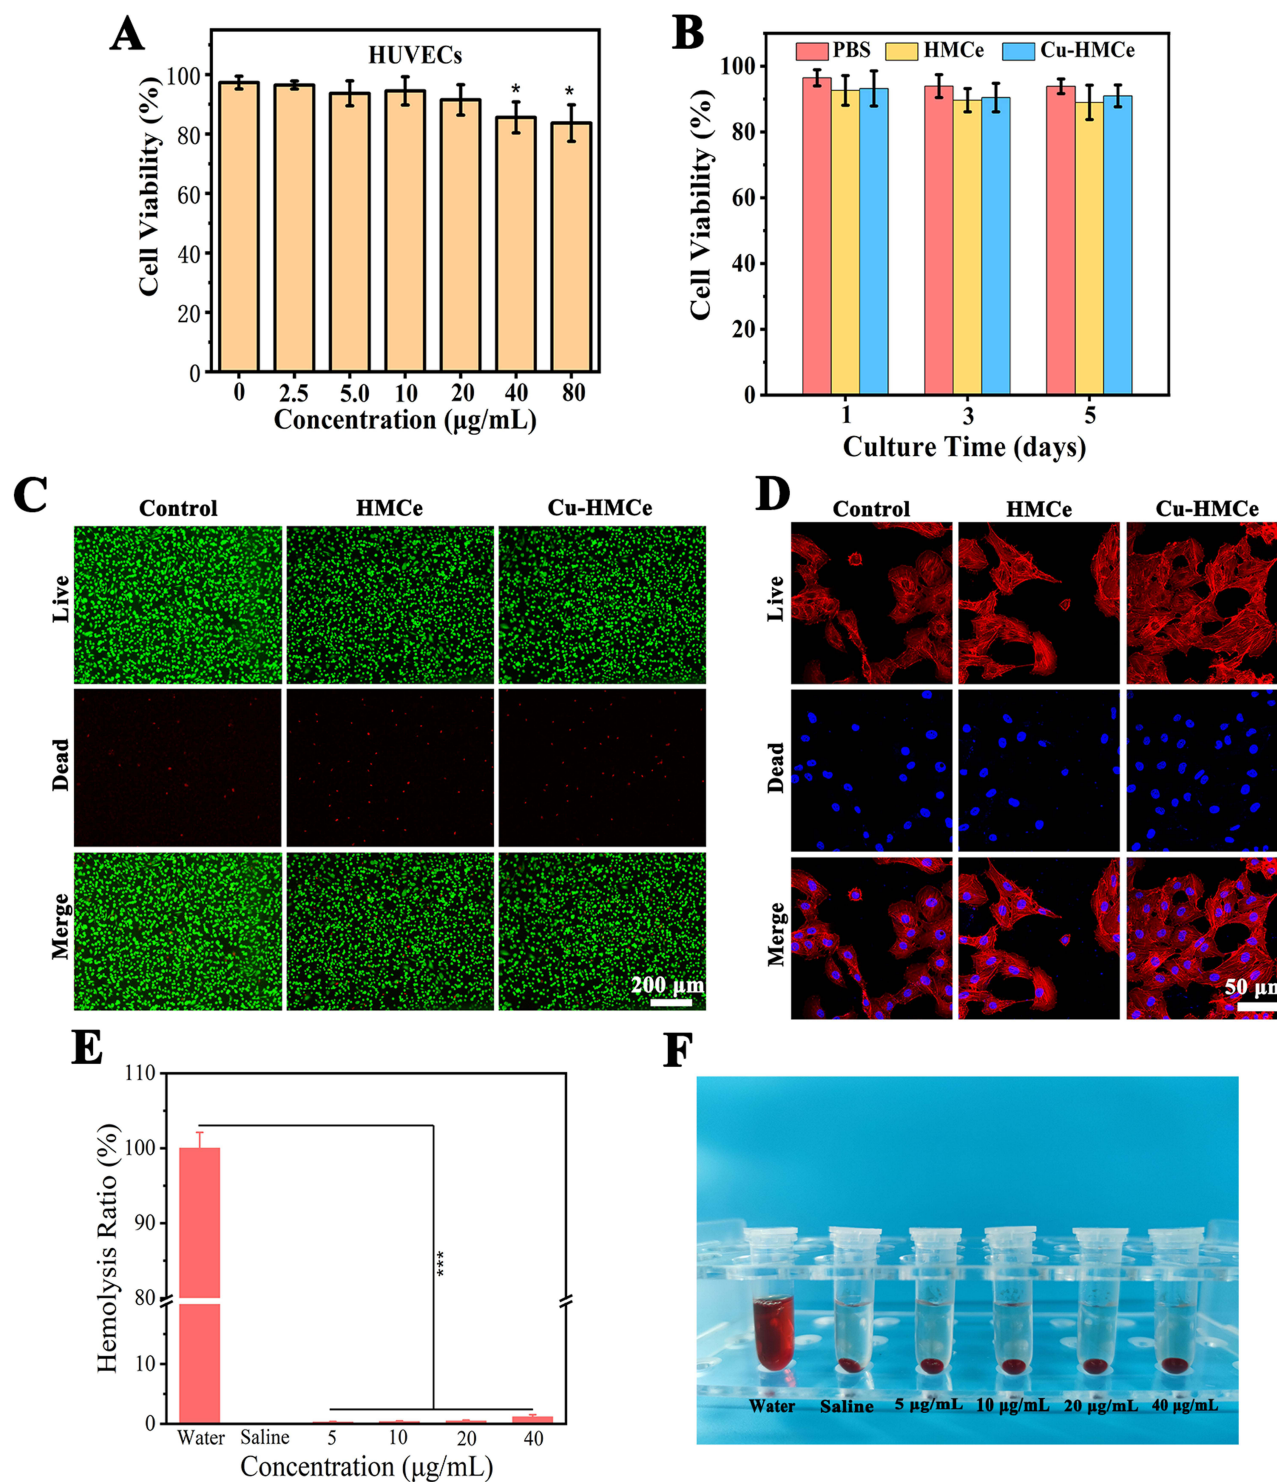 A
HUVECs
Cell Viability (%)
100
80
60
40
20
0
* *
0 2.5 5.0 10 20 40 80
Concentration (μg/mL)
B
PBS HMCe Cu-HMCe
Cell Viability (%)
100
80
60
40
20
0
1 3 5
Culture Time (days)
C
Control HMCe Cu-HMCe
Live
Dead
Merge
200 μm
D
Control HMCe Cu-HMCe
Live
Dead
Merge
50 μm
E
Hemolysis Ratio (%)
110
100
90
80
10
0
***
Water Saline 5 10 20 40
Concentration (μg/mL)
F
Water Saline 5 μg/mL 10 μg/mL 20 μg/mL 40 μg/mL